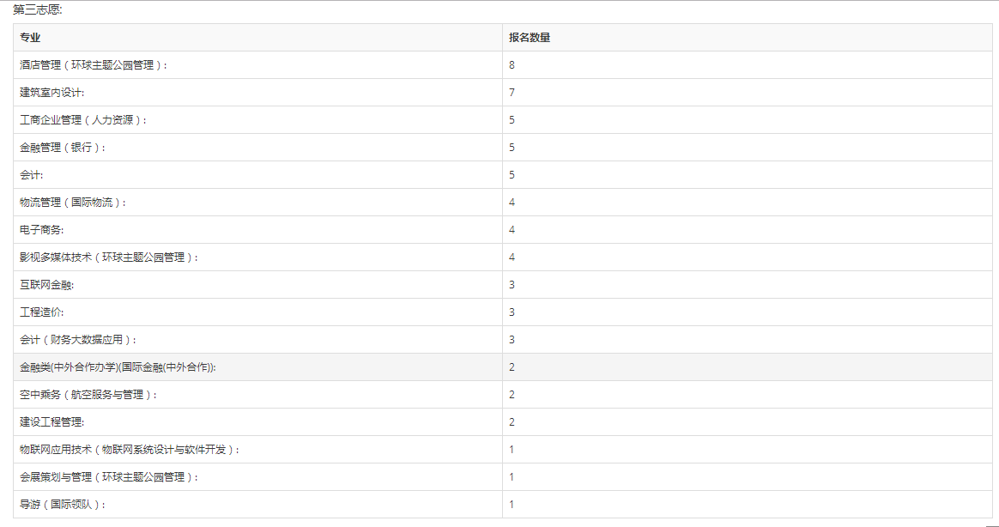 第三志愿:
专业 报名数量
酒店管理（环球主题公园管理）: 8
建筑室内设计: 7
工商企业管理（人力资源）: 5
金融管理（银行）: 5
会计: 5
物流管理（国际物流）: 4
电子商务: 4
影视多媒体技术（环球主题公园管理）: 4
互联网金融: 3
工程造价: 3
会计（财务大数据应用）: 3
金融类(中外合作办学)(国际金融(中外合作)): 2
空中乘务（航空服务与管理）: 2
建设工程管理: 2
物联网应用技术（物联网系统设计与软件开发）: 1
会展策划与管理（环球主题公园管理）: 1
导游（国际领队）: 1